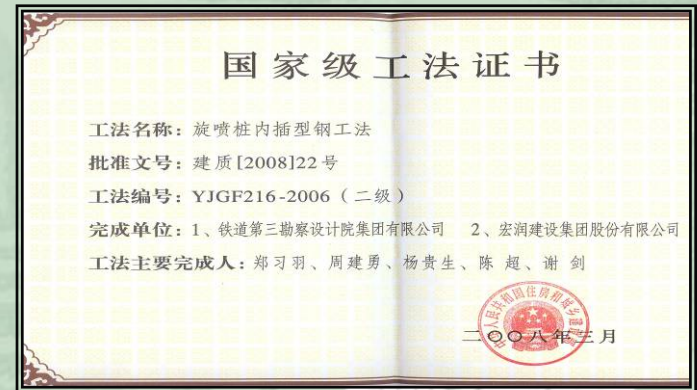 国家级工法证书
工法名称：旋喷桩内插型钢工法
批准文号：建质[2008]22号
工法编号：YJGF216-2006（二级）
完成单位：1、铁道第三勘察设计院集团有限公司 2、宏润建设集团股份有限公司
工法主要完成人：郑习羽、周建勇、杨贵生、陈 超、谢 剑
二〇〇八年三月